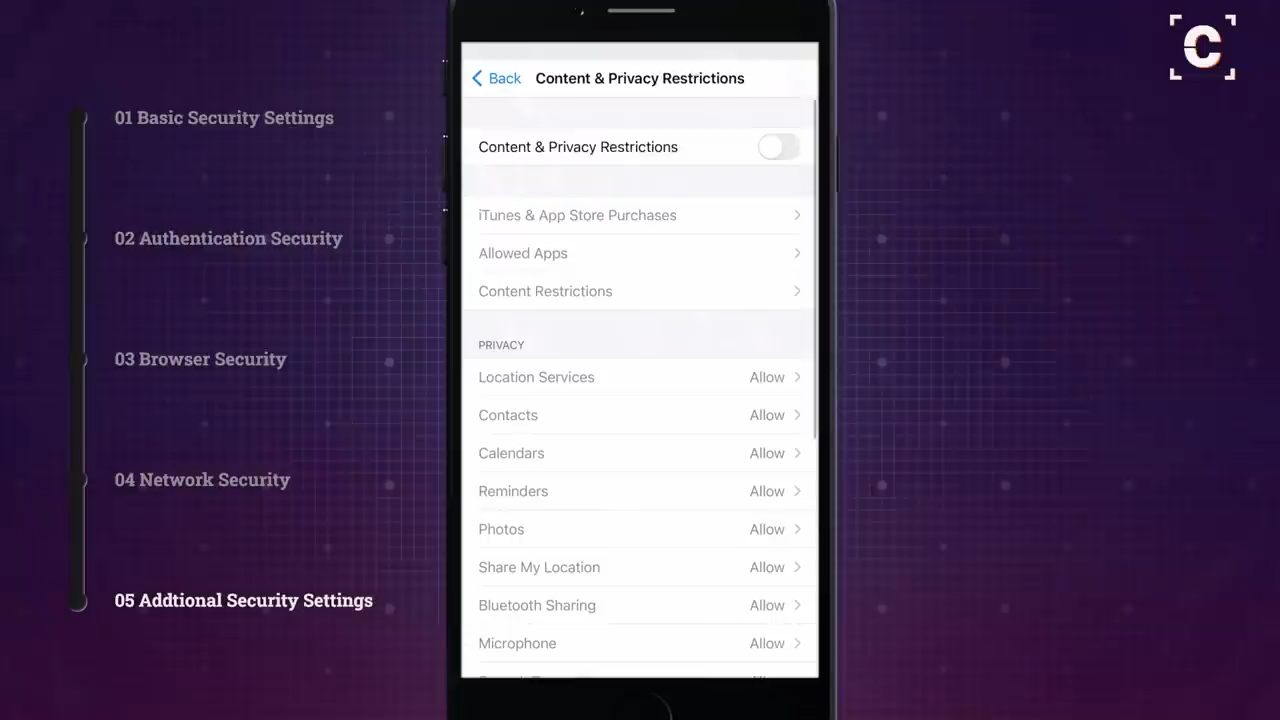 C
01 Basic Security Settings
02 Authentication Security
03 Browser Security
04 Network Security
05 Addtional Security Settings
Back Content & Privacy Restrictions
Content & Privacy Restrictions
iTunes & App Store Purchases
Allowed Apps
Content Restrictions
PRIVACY
Location Services Allow
Contacts Allow
Calendars Allow
Reminders Allow
Photos Allow
Share My Location Allow
Bluetooth Sharing Allow
Microphone Allow